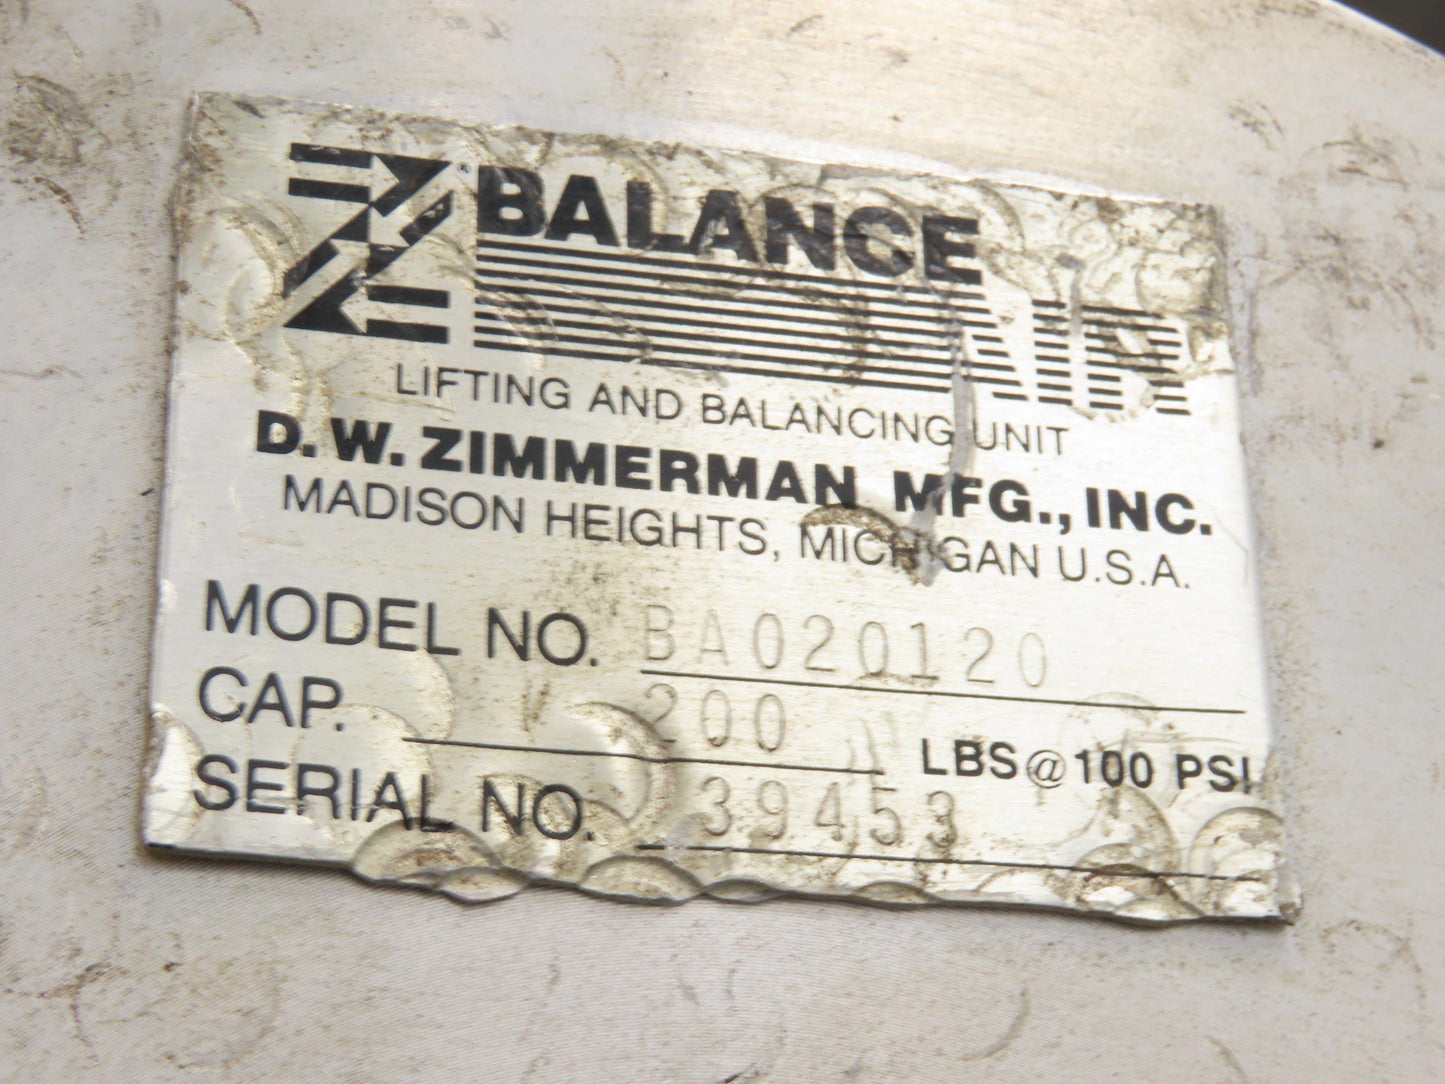 ® BALANCE
AIR
LIFTING AND BALANCING UNIT
D. W. ZIMMERMAN MFG., INC.
MADISON HEIGHTS, MICHIGAN U.S.A.
MODEL NO. BA020120
CAP. 200 LBS @ 100 PSI
SERIAL NO. 39453